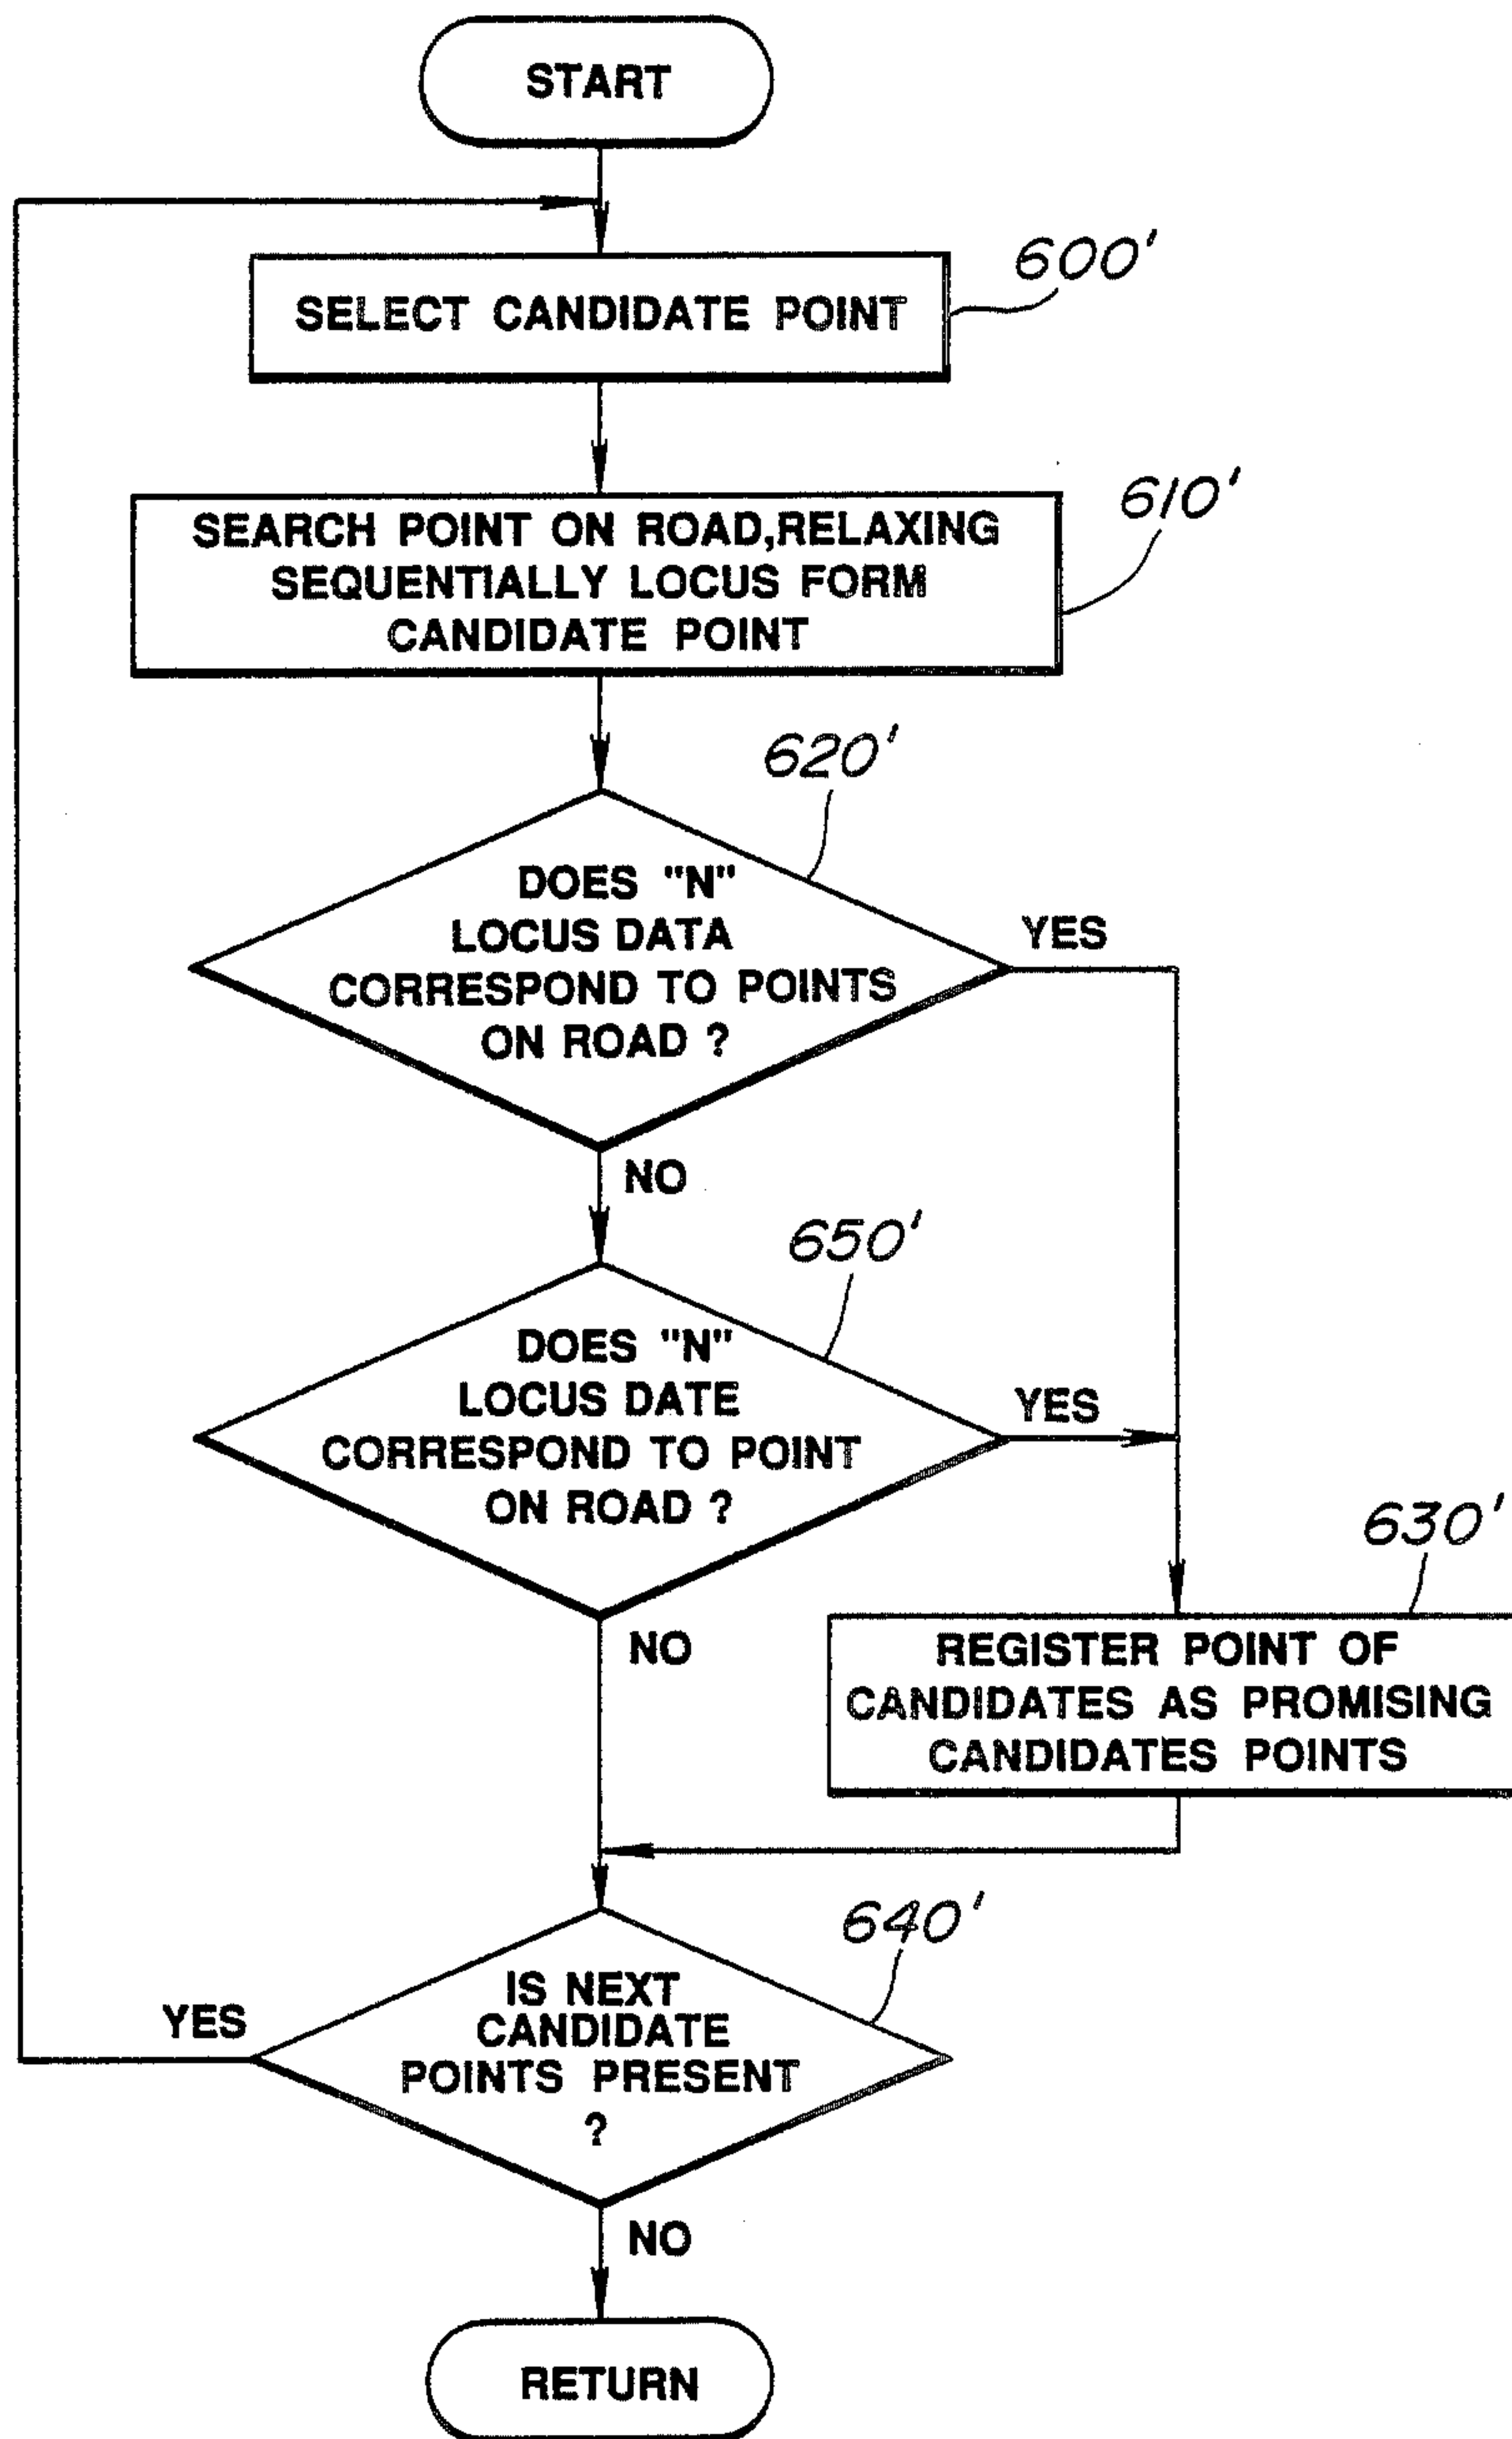 START
SELECT CANDIDATE POINT
600'
SEARCH POINT ON ROAD,RELAXING
SEQUENTIALLY LOCUS FORM
CANDIDATE POINT
610'
620'
DOES "N"
LOCUS DATA
CORRESPOND TO POINTS
ON ROAD ?
YES
NO
650'
DOES "N"
LOCUS DATE
CORRESPOND TO POINT
ON ROAD ?
YES
NO
630'
REGISTER POINT OF
CANDIDATES AS PROMISING
CANDIDATES POINTS
640'
IS NEXT
CANDIDATE
POINTS PRESENT
?
YES
NO
RETURN